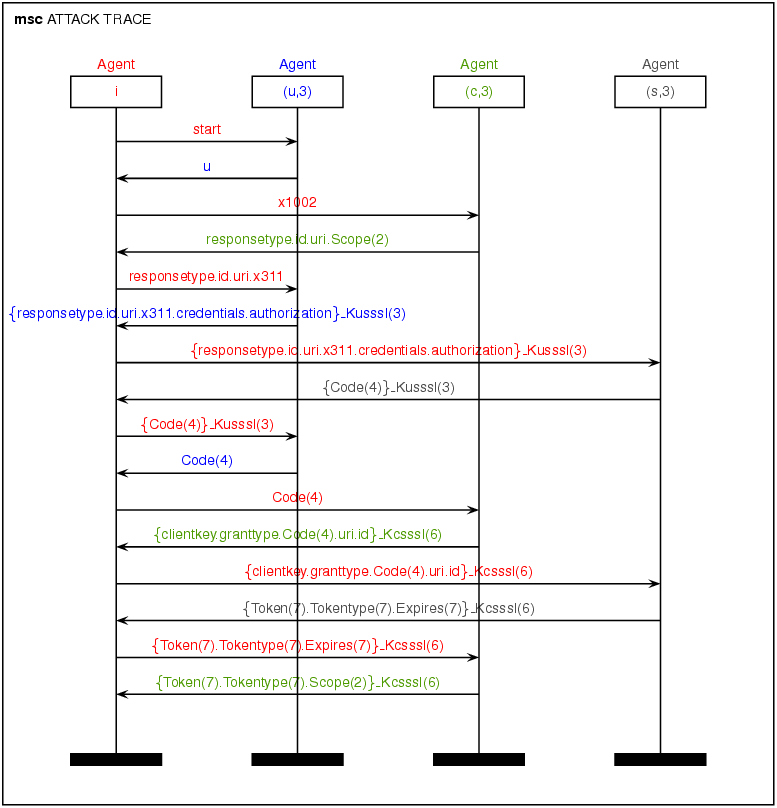 msc ATTACK TRACE
Agent Agent Agent Agent
i (u,3) (c,3) (s,3)
start
u
x1002
responsetype.id.uri.Scope(2)
responsetype.id.uri.x311
{responsetype.id.uri.x311.credentials.authorization}_Kusssl(3)
{responsetype.id.uri.x311.credentials.authorization}_Kusssl(3)
{Code(4)}_Kusssl(3)
{Code(4)}_Kusssl(3)
Code(4)
Code(4)
{clientkey.granttype.Code(4).uri.id}_Kcsssl(6)
{clientkey.granttype.Code(4).uri.id}_Kcsssl(6)
{Token(7).Tokentype(7).Expires(7)}_Kcsssl(6)
{Token(7).Tokentype(7).Expires(7)}_Kcsssl(6)
{Token(7).Tokentype(7).Scope(2)}_Kcsssl(6)